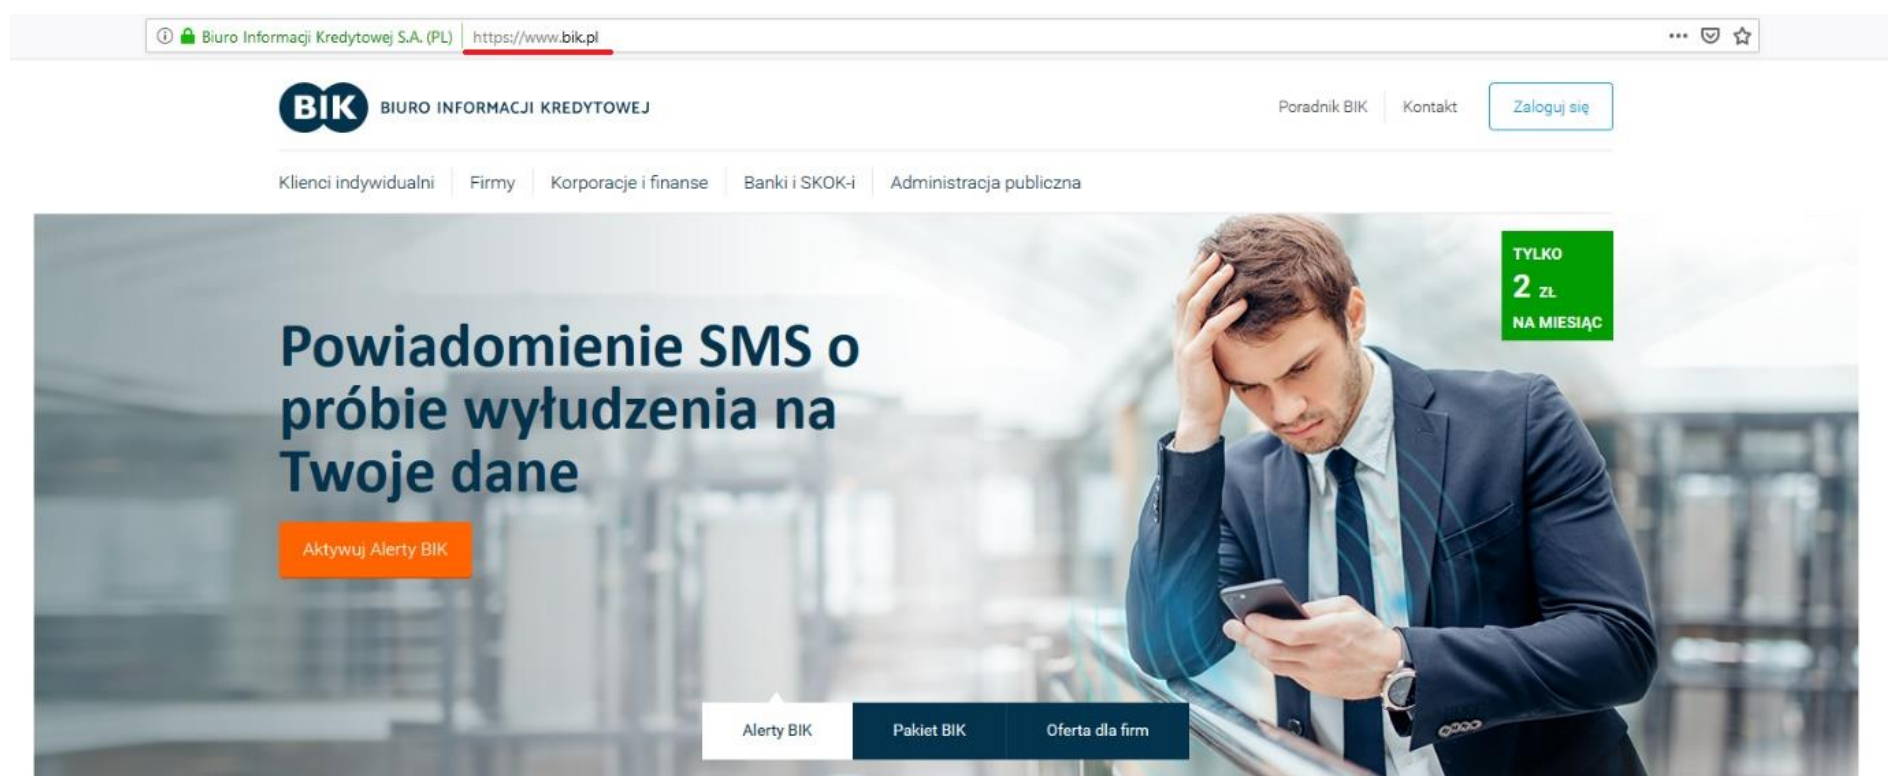 Biuro Informacji Kredytowej S.A. (PL) https://www.bik.pl
BIK BIURO INFORMACJI KREDYTOWEJ
Poradnik BIK Kontakt Zaloguj się
Klienci indywidualni Firmy Korporacje i finanse Banki i SKOK-i Administracja publiczna
TYLKO
2 ZŁ
NA MIESIĄC
Powiadomienie SMS o
próbie wyłudzenia na
Twoje dane
Aktywuj Alerty BIK
Alerty BIK Pakiet BIK Oferta dla firm